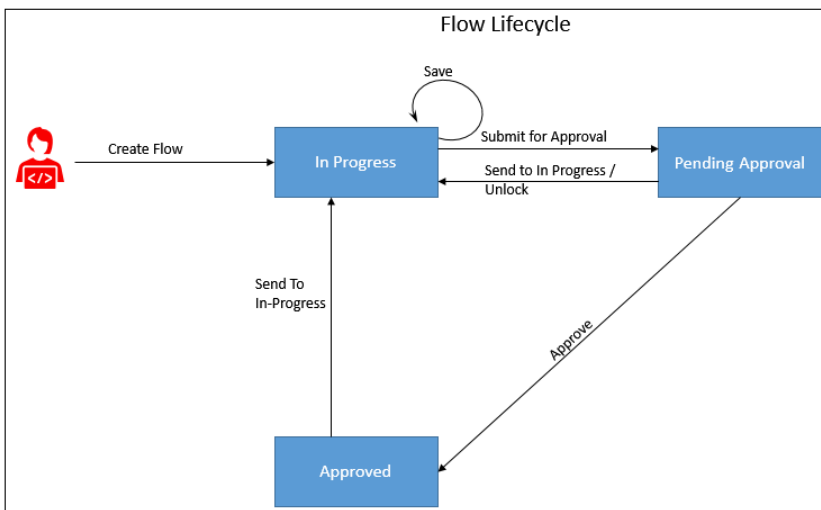 Flow Lifecycle
Save
Create Flow
In Progress
Submit for Approval
Send to In Progress /
Unlock
Pending Approval
</>
Send To
In-Progress
Approve
Approved